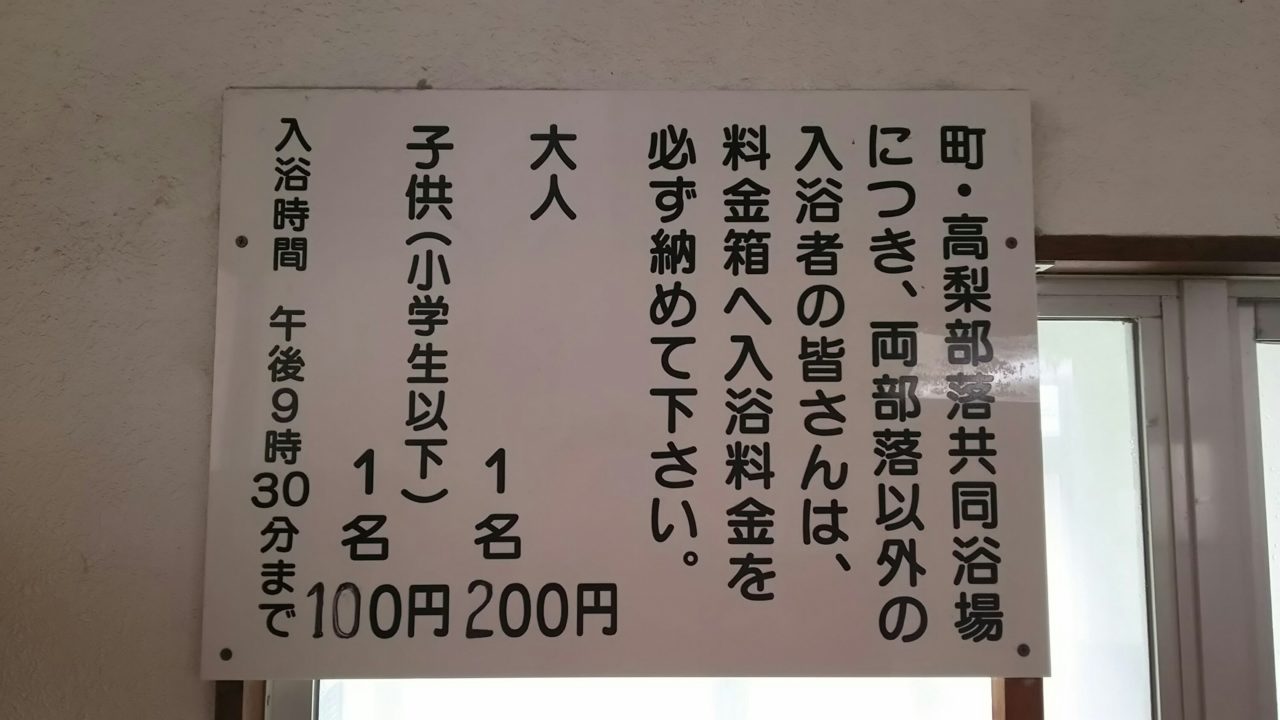 町・高梨部落共同浴場
につき、両部落以外の
入浴者の皆さんは、
料金箱へ入浴料金を
必ず納めて下さい。
大人 1名 200円
子供(小学生以下) 1名 100円
入浴時間 午後9時30分まで